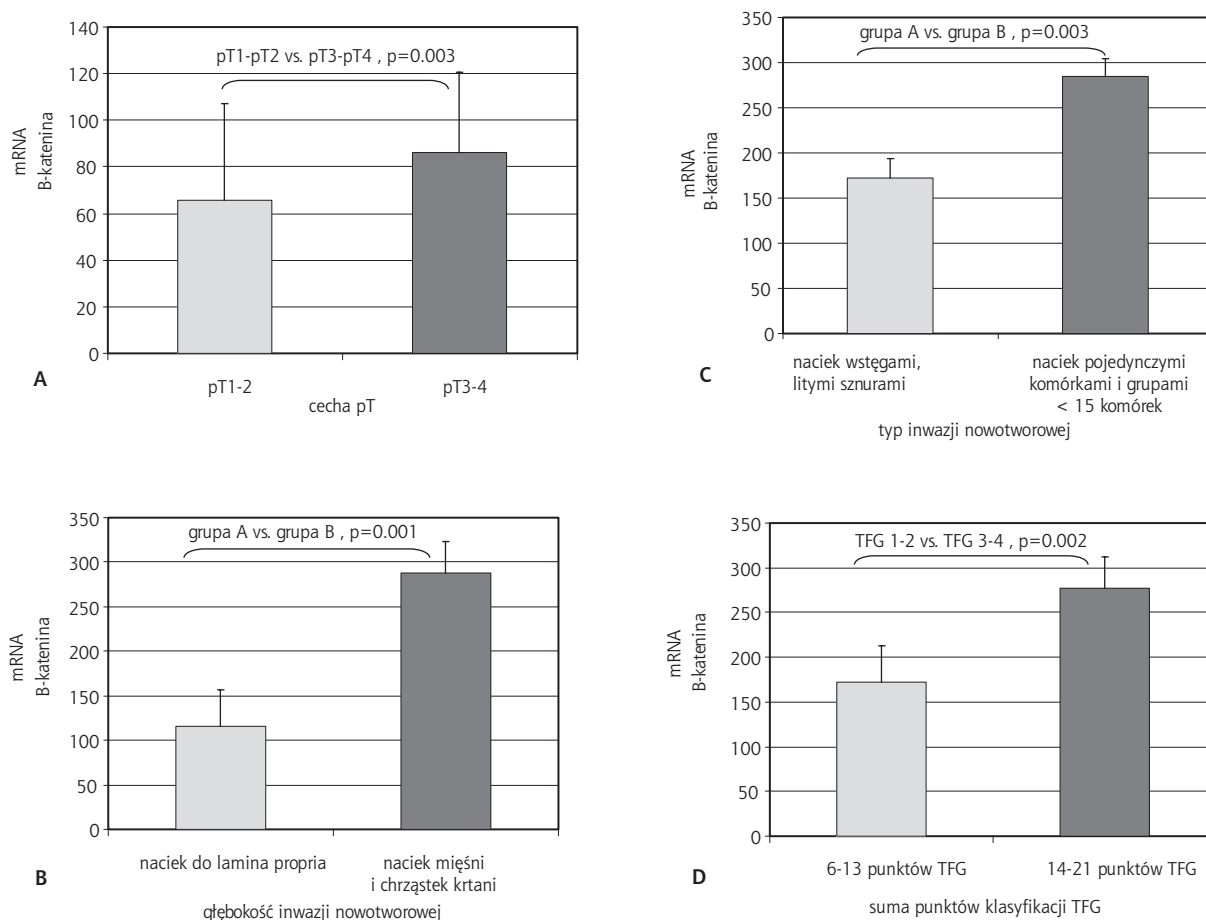 140
120
100
80
60
40
20
0
mRNA
B-katenina
pT1-pT2 vs. pT3-pT4 , p=0.003
A
pT1-2
pT3-4
cecha pT
350
300
250
200
150
100
50
0
mRNA
B-katenina
grupa A vs. grupa B , p=0.001
B
naciek do lamina propria
naciek mięśni
i chrząstek krtani
głębokość inwazji nowotworowej
350
300
250
200
150
100
50
0
mRNA
B-katenina
grupa A vs. grupa B , p=0.003
C
naciek wstęgami,
litymi sznurami
naciek pojedynczymi
komórkami i grupami
< 15 komórek
typ inwazji nowotworowej
350
300
250
200
150
100
50
0
mRNA
B-katenina
TFG 1-2 vs. TFG 3-4 , p=0.002
D
6-13 punktów TFG
14-21 punktów TFG
suma punktów klasyfikacji TFG